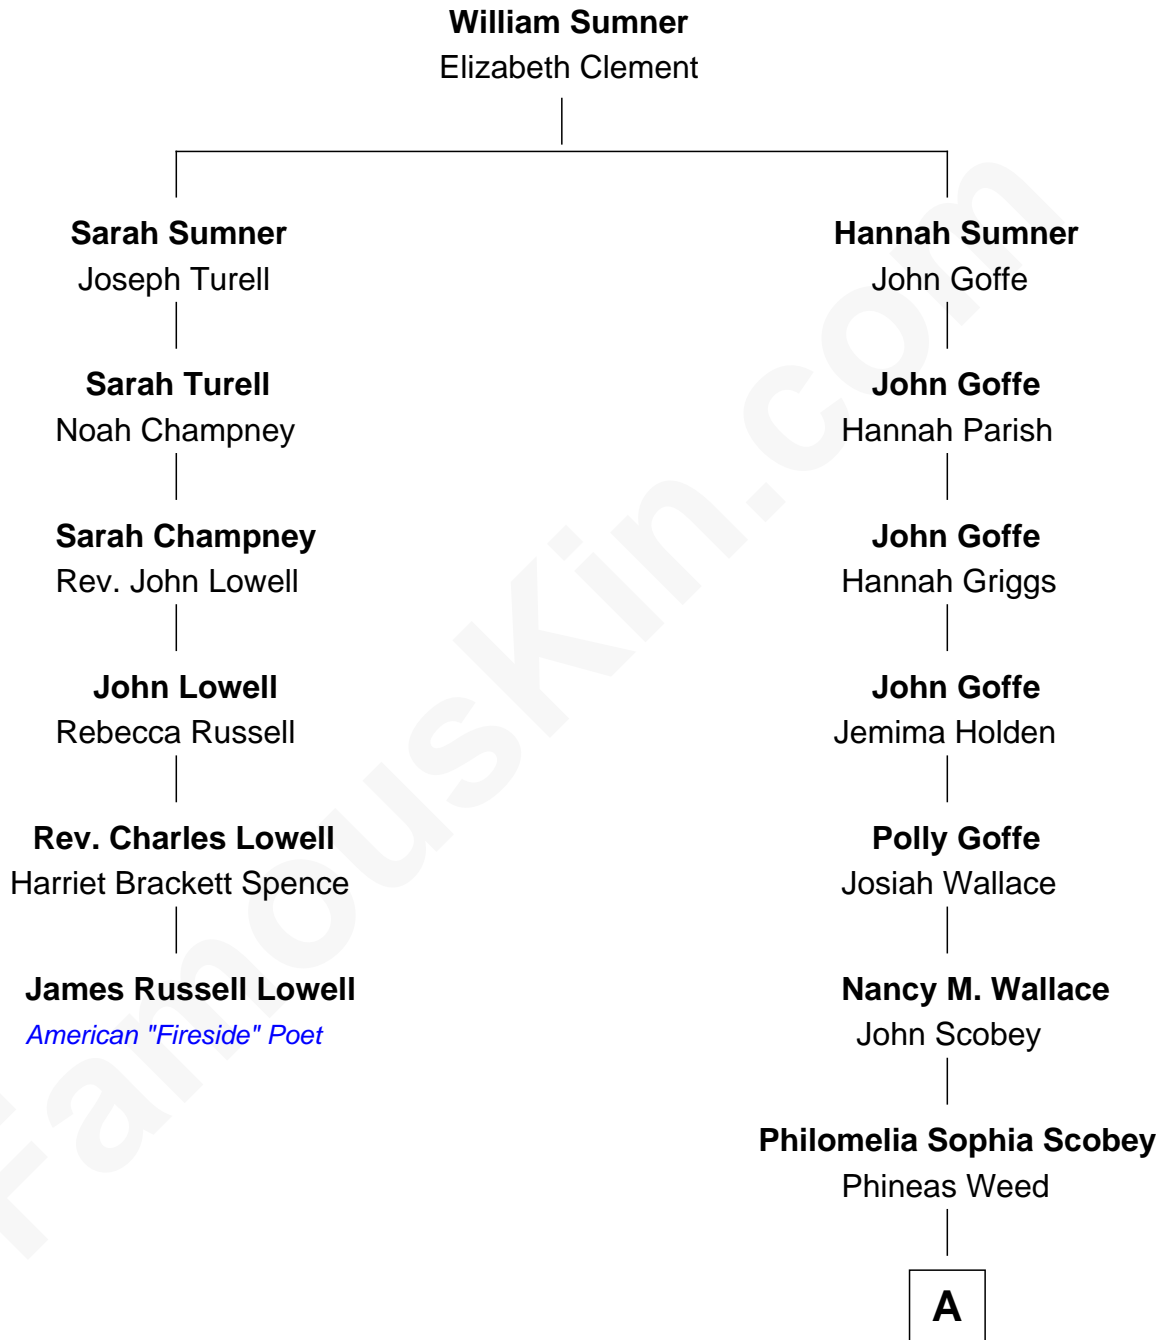 William Sumner
Elizabeth Clement
Sarah Sumner
Joseph Turell
Hannah Sumner
John Goffe
Sarah Turell
Noah Champney
John Goffe
Hannah Parish
Sarah Champney
Rev. John Lowell
John Goffe
Hannah Griggs
John Lowell
Rebecca Russell
John Goffe
Jemima Holden
Rev. Charles Lowell
Harriet Brackett Spence
Polly Goffe
Josiah Wallace
James Russell Lowell
American "Fireside" Poet
Nancy M. Wallace
John Scobey
Philomelia Sophia Scobey
Phineas Weed
A
FamousKin.com